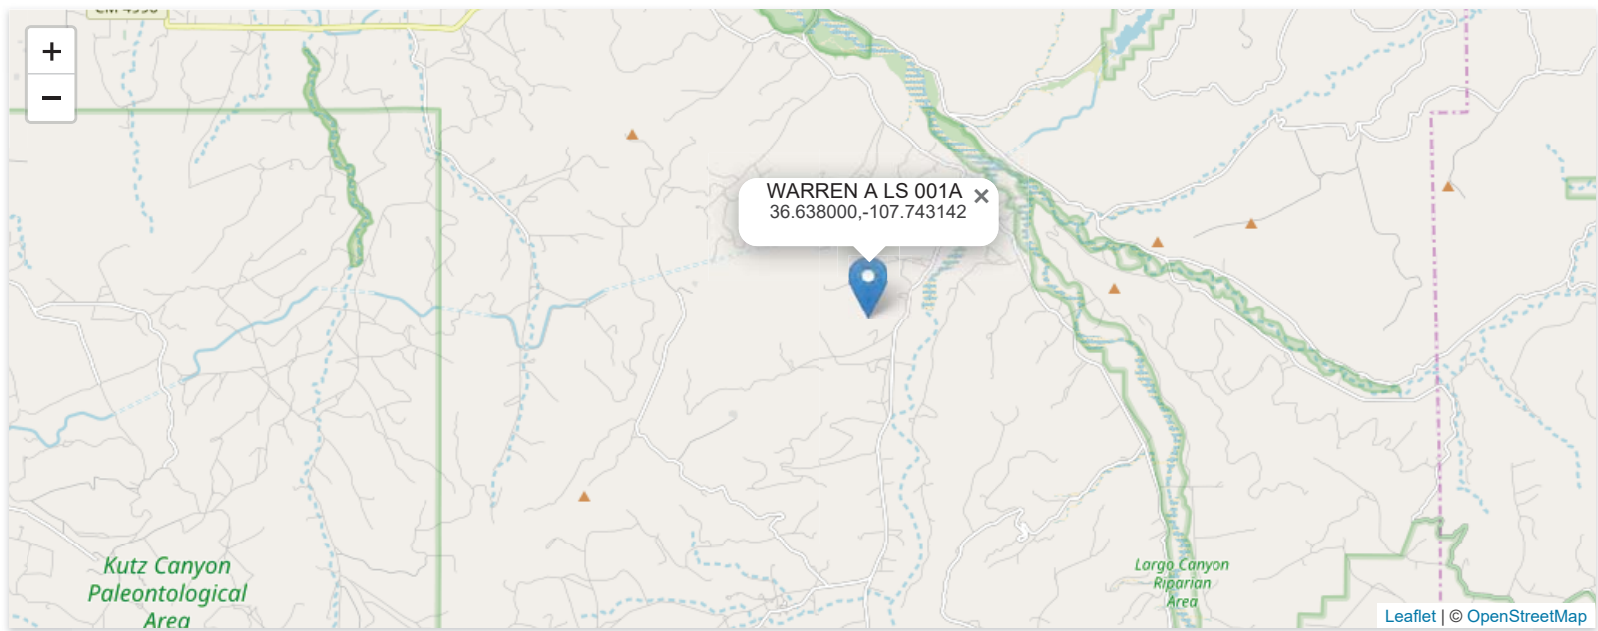 +
−
WARREN A LS 001A ×
36.638000,-107.743142
Kutz Canyon
Paleontological
Area
Largo Canyon
Riparian
Area
Leaflet | © OpenStreetMap